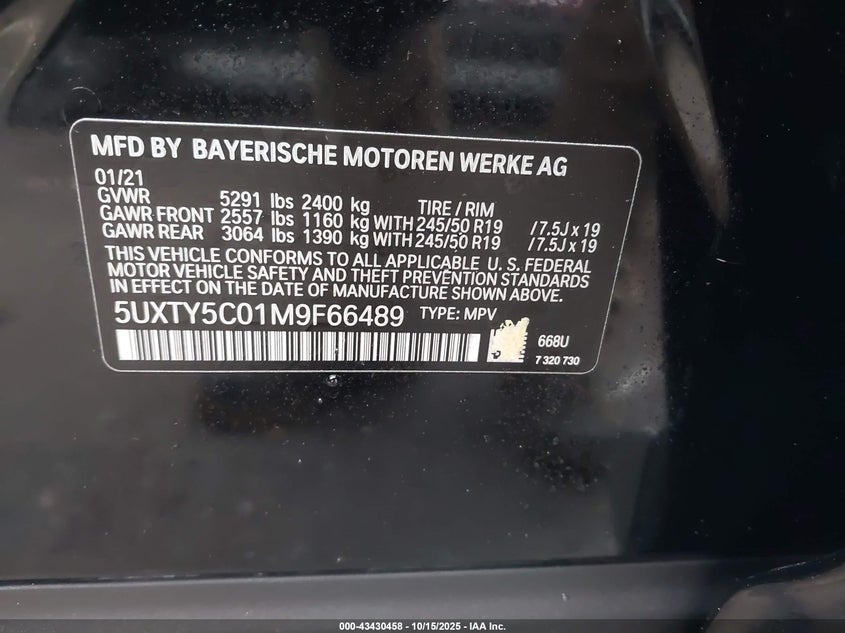 MFD BY BAYERISCHE MOTOREN WERKE AG
01/21
GVWR 5291 lbs 2400 kg TIRE / RIM
GAWR FRONT 2557 lbs 1160 kg WITH 245/50 R19 /7.5J x 19
GAWR REAR 3064 lbs 1390 kg WITH 245/50 R19 /7.5J x 19
THIS VEHICLE CONFORMS TO ALL APPLICABLE U. S. FEDERAL
MOTOR VEHICLE SAFETY AND THEFT PREVENTION STANDARDS
IN EFFECT ON THE DATE OF MANUFACTURE SHOWN ABOVE.
5UXTY5C01M9F66489 TYPE: MPV
668U
7 320 730
000-43430458 - 10/15/2025 - IAA Inc.